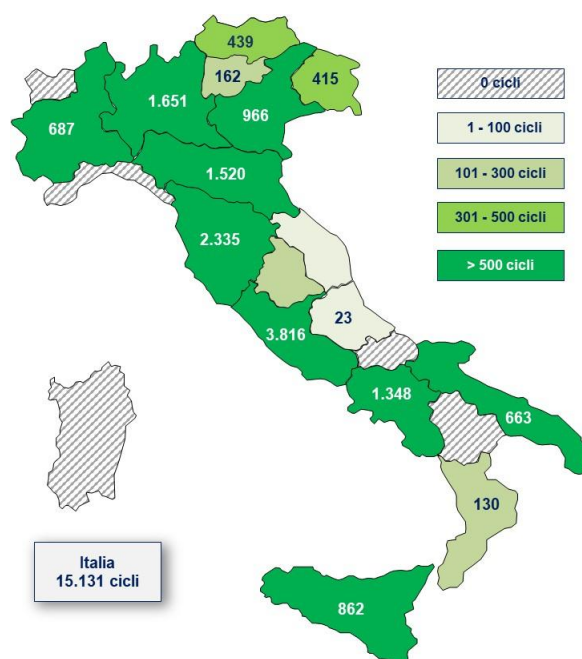 439
162
415
1.651
687
966
1.520
2.335
3.816
23
1.348
663
130
862
0 cicli
1 - 100 cicli
101 - 300 cicli
301 - 500 cicli
> 500 cicli
Italia
15.131 cicli